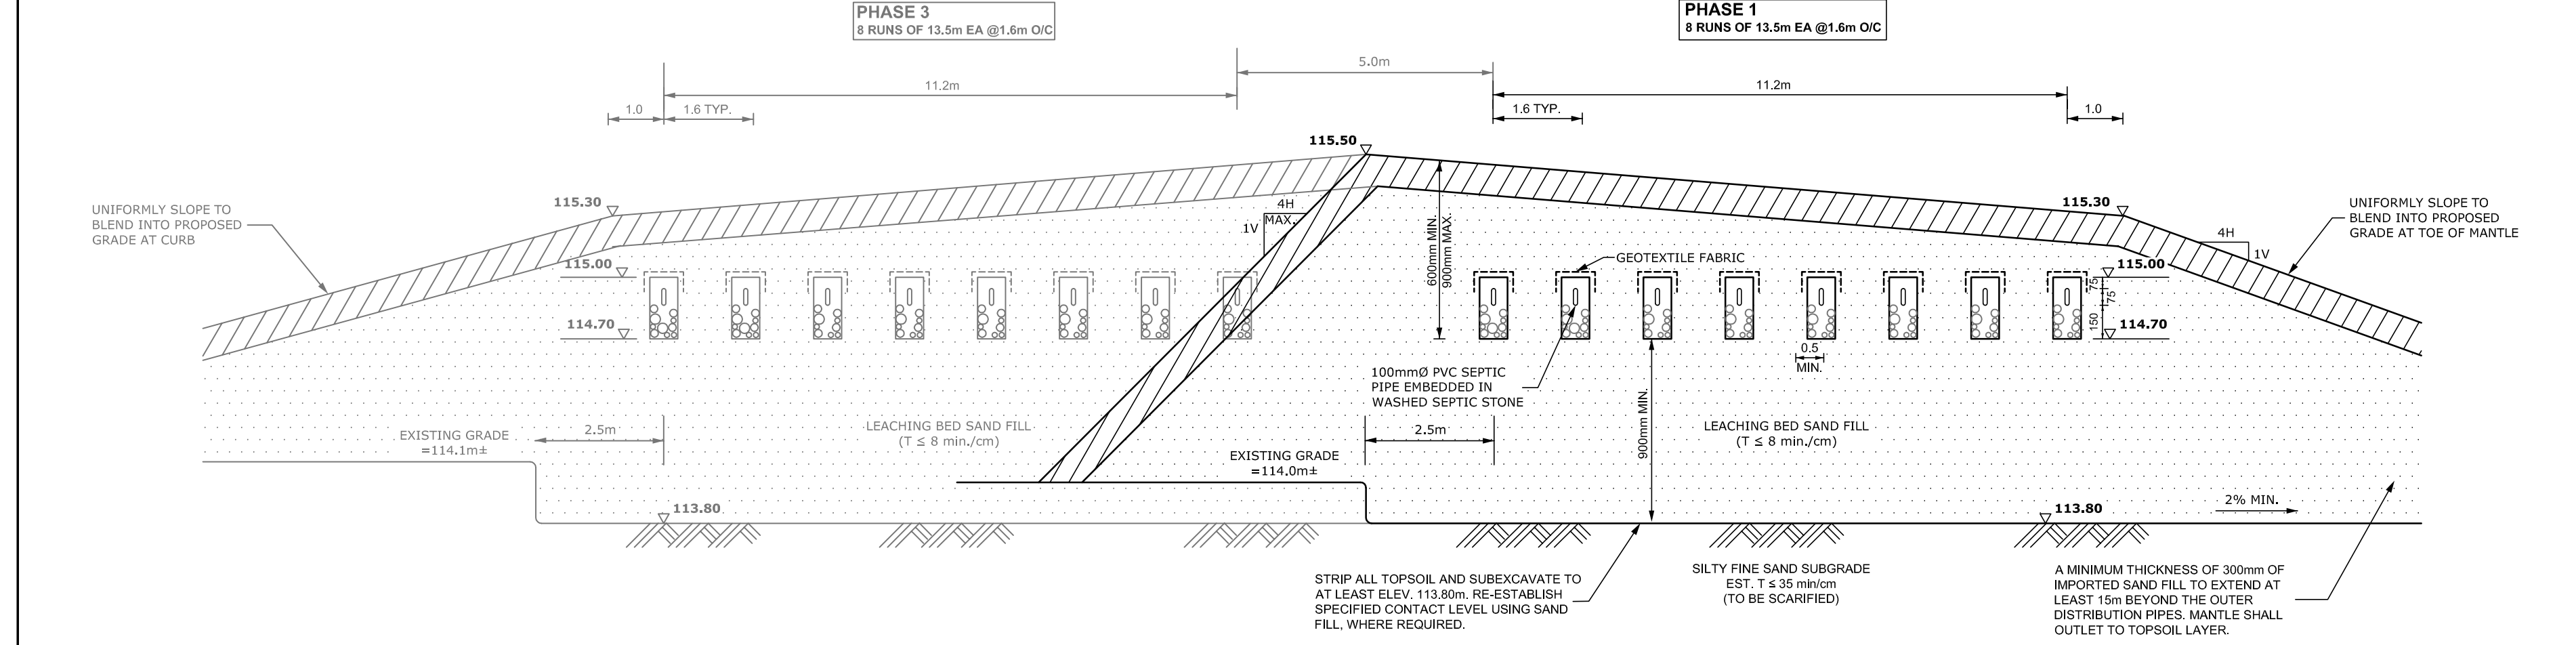 PHASE 3
8 RUNS OF 13.5m EA @1.6m O/C
PHASE 1
8 RUNS OF 13.5m EA @1.6m O/C
5.0m
11.2m
11.2m
1.0
1.6 TYP.
1.6 TYP.
1.0
115.50
115.30
115.30
UNIFORMLY SLOPE TO
BLEND INTO PROPOSED
GRADE AT CURB
UNIFORMLY SLOPE TO
BLEND INTO PROPOSED
GRADE AT TOE OF MANTLE
4H
MAX.
1V
4H
1V
600mm MIN.
900mm MAX.
GEOTEXTILE FABRIC
115.00
115.00
75
75
150
114.70
114.70
0.5
MIN.
100mmØ PVC SEPTIC
PIPE EMBEDDED IN
WASHED SEPTIC STONE
900mm MIN.
EXISTING GRADE
=114.1m±
2.5m
LEACHING BED SAND FILL
(T ≤ 8 min./cm)
EXISTING GRADE
=114.0m±
2.5m
LEACHING BED SAND FILL
(T ≤ 8 min./cm)
113.80
113.80
2% MIN.
STRIP ALL TOPSOIL AND SUBEXCAVATE TO
AT LEAST ELEV. 113.80m. RE-ESTABLISH
SPECIFIED CONTACT LEVEL USING SAND
FILL, WHERE REQUIRED.
SILTY FINE SAND SUBGRADE
EST. T ≤ 35 min/cm
(TO BE SCARIFIED)
A MINIMUM THICKNESS OF 300mm OF
IMPORTED SAND FILL TO EXTEND AT
LEAST 15m BEYOND THE OUTER
DISTRIBUTION PIPES. MANTLE SHALL
OUTLET TO TOPSOIL LAYER.